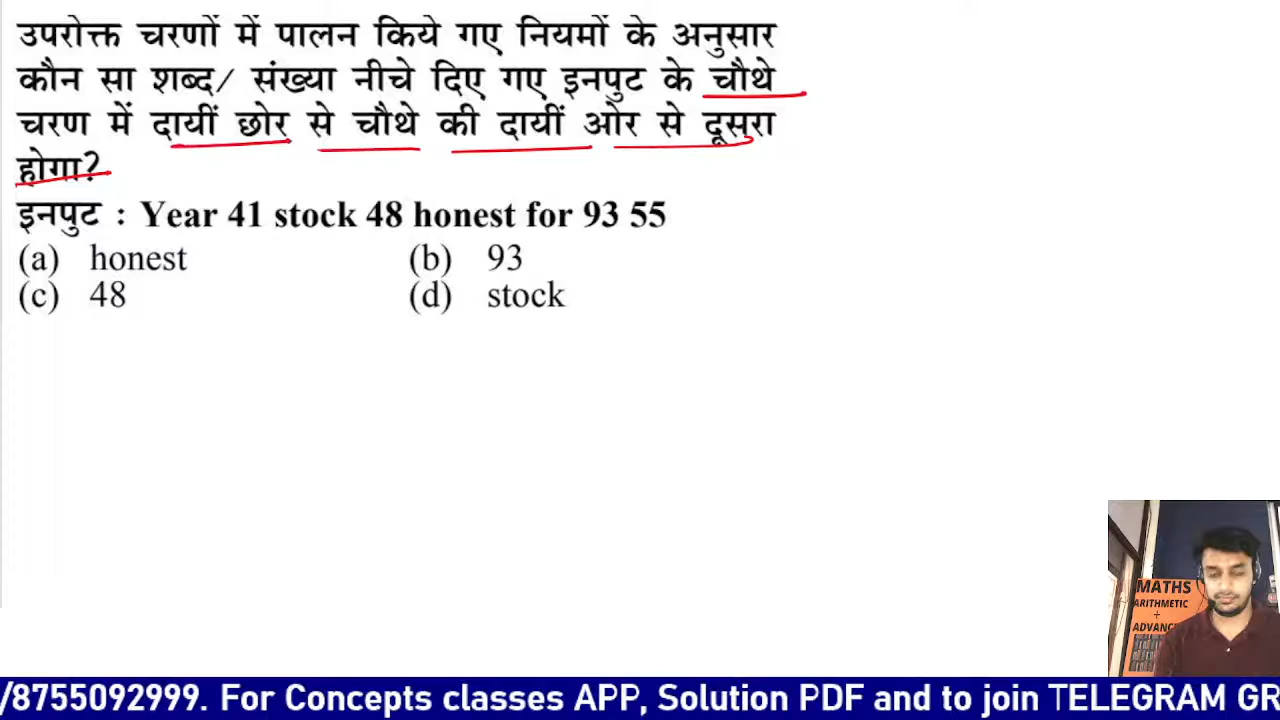 उपरोक्त चरणों में पालन किये गए नियमों के अनुसार
कौन सा शब्द/ संख्या नीचे दिए गए इनपुट के चौथे
चरण में दायीं छोर से चौथे की दायीं ओर से दूसरा
होगा?
इनपुट : Year 41 stock 48 honest for 93 55
(a) honest (b) 93
(c) 48 (d) stock
MATHS
ARITHMETIC
+
/8755092999. For Concepts classes APP, Solution PDF and to join TELEGRAM GR